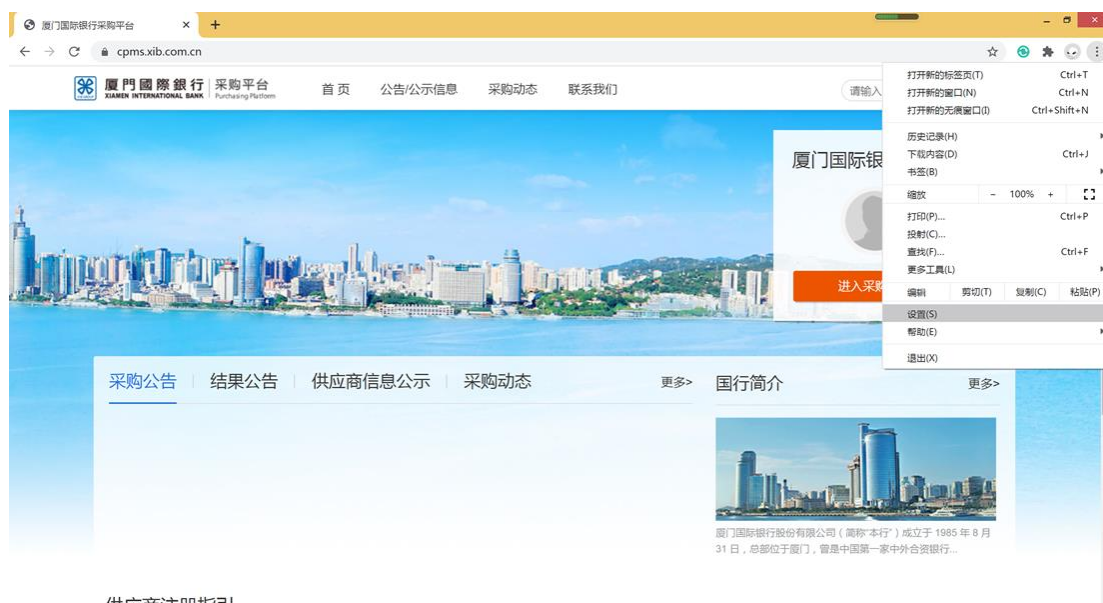 厦门国际银行采购平台
cpms.xib.com.cn
厦門國際銀行 采购平台
XIAMEN INTERNATIONAL BANK Purchasing Platform
首页 公告/公示信息 采购动态 联系我们
请输入
打开新的标签页(T) Ctrl+T
打开新的窗口(N) Ctrl+N
打开新的无痕窗口(I) Ctrl+Shift+N
历史记录(H)
下载内容(D) Ctrl+J
书签(B)
缩放 - 100% +
打印(P)... Ctrl+P
投射(C)...
查找(F)... Ctrl+F
更多工具(L)
编辑 剪切(T) 复制(C) 粘贴(P)
设置(S)
帮助(E)
退出(X)
厦门国际银
进入采购
采购公告 结果公告 供应商信息公示 采购动态 更多>
国行简介 更多>
厦门国际银行股份有限公司(简称“本行”)成立于 1985 年 8 月
31 日,总部位于厦门,曾是中国第一家中外合资银行...
供应商注册指引